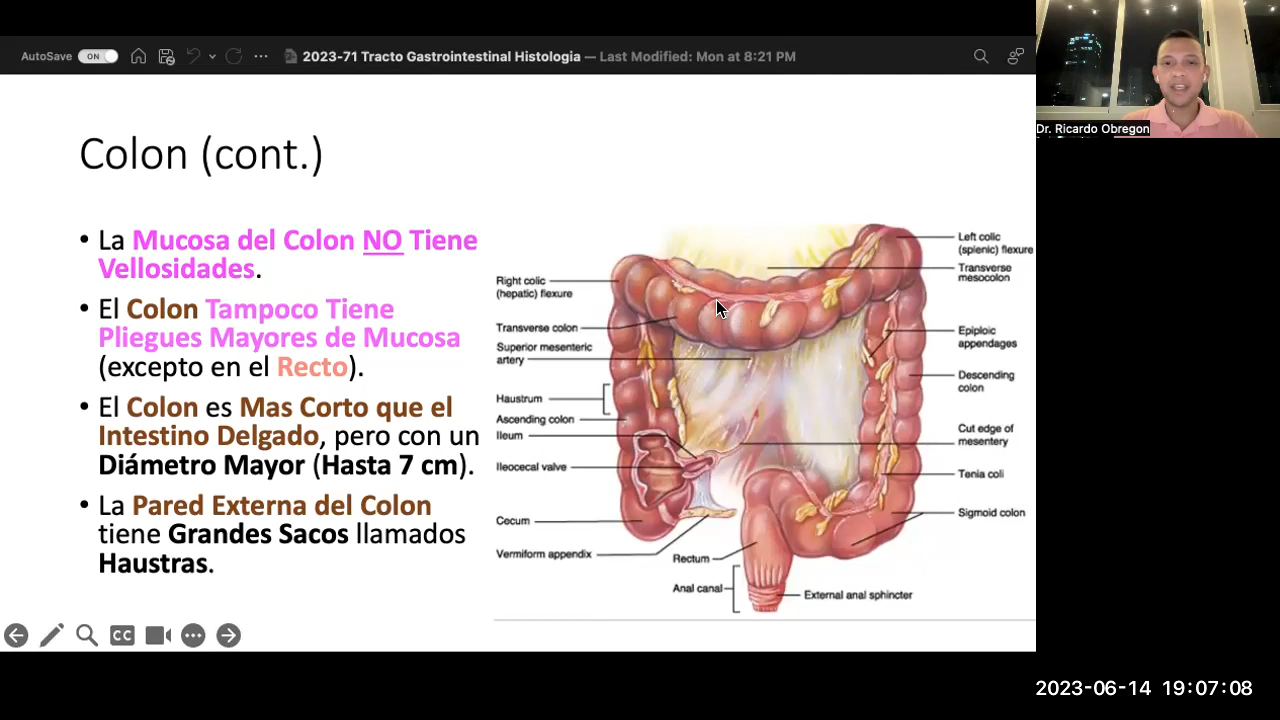 AutoSave ON
2023-71 Tracto Gastrointestinal Histologia — Last Modified: Mon at 8:21 PM
Dr. Ricardo Obregon
Colon (cont.)
• La Mucosa del Colon NO Tiene
Vellosidades.
• El Colon Tampoco Tiene
Pliegues Mayores de Mucosa
(excepto en el Recto).
• El Colon es Mas Corto que el
Intestino Delgado, pero con un
Diámetro Mayor (Hasta 7 cm).
• La Pared Externa del Colon
tiene Grandes Sacos llamados
Haustras.
Right colic
(hepatic) flexure
Transverse colon
Superior mesenteric
artery
Haustrum
Ascending colon
Ileum
Ileocecal valve
Cecum
Vermiform appendix
Rectum
Anal canal
Left colic
(splenic) flexure
Transverse
mesocolon
Epiploic
appendages
Descending
colon
Cut edge of
mesentery
Tenia coli
Sigmoid colon
External anal sphincter
CC
2023-06-14 19:07:08